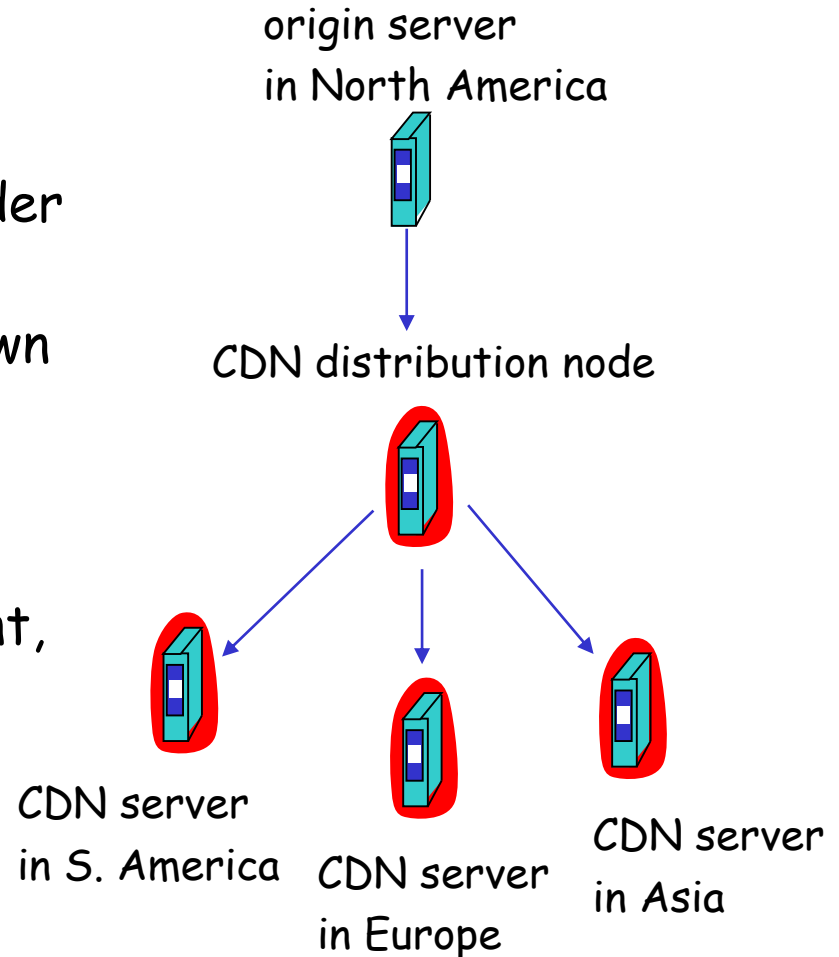 origin server
in North America
der
wn
CDN distribution node
nt,
CDN server
in S. America
CDN server
in Europe
CDN server
in Asia